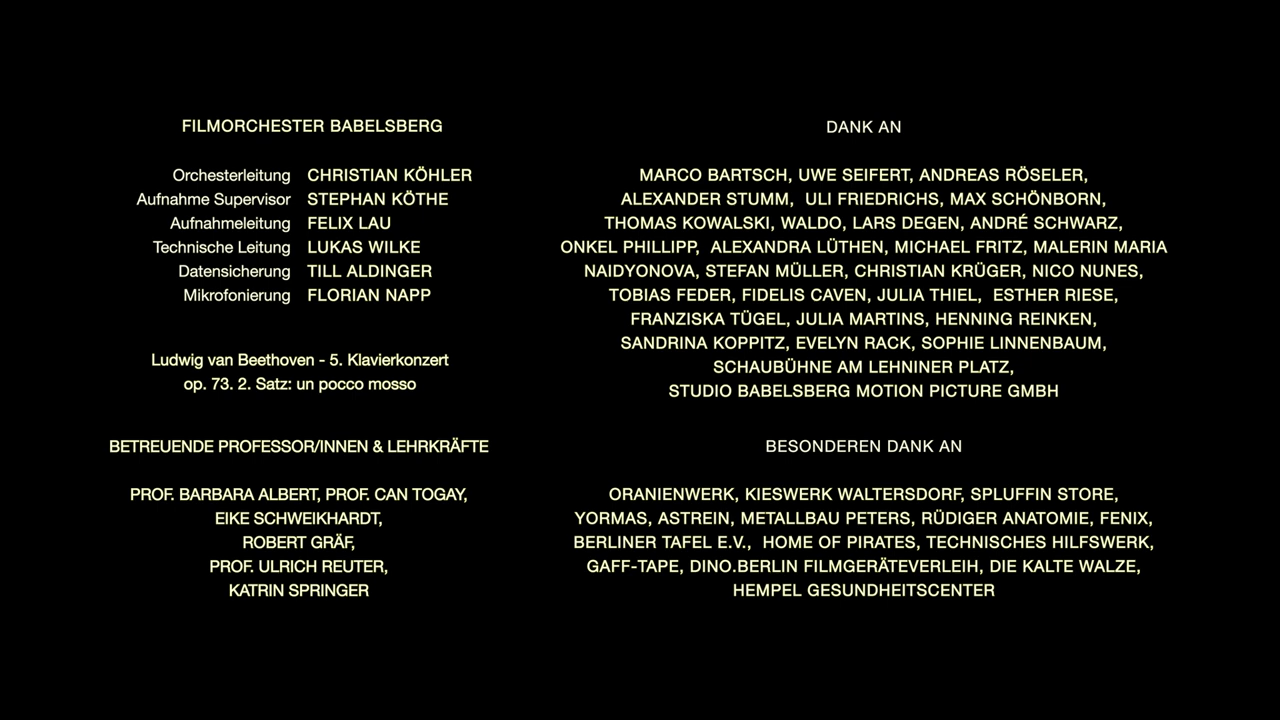 FILMORCHESTER BABELSBERG
Orchesterleitung CHRISTIAN KÖHLER
Aufnahme Supervisor STEPHAN KÖTHE
Aufnahmeleitung FELIX LAU
Technische Leitung LUKAS WILKE
Datensicherung TILL ALDINGER
Mikrofonierung FLORIAN NAPP
Ludwig van Beethoven - 5. Klavierkonzert
op. 73. 2. Satz: un pocco mosso
BETREUENDE PROFESSOR/INNEN & LEHRKRÄFTE
PROF. BARBARA ALBERT, PROF. CAN TOGAY,
EIKE SCHWEIKHARDT,
ROBERT GRÄF,
PROF. ULRICH REUTER,
KATRIN SPRINGER
DANK AN
MARCO BARTSCH, UWE SEIFERT, ANDREAS RÖSELER,
ALEXANDER STUMM, ULI FRIEDRICHS, MAX SCHÖNBORN,
THOMAS KOWALSKI, WALDO, LARS DEGEN, ANDRÉ SCHWARZ,
ONKEL PHILLIPP, ALEXANDRA LÜTHEN, MICHAEL FRITZ, MALERIN MARIA
NAIDYONOVA, STEFAN MÜLLER, CHRISTIAN KRÜGER, NICO NUNES,
TOBIAS FEDER, FIDELIS CAVEN, JULIA THIEL, ESTHER RIESE,
FRANZISKA TÜGEL, JULIA MARTINS, HENNING REINKEN,
SANDRINA KOPPITZ, EVELYN RACK, SOPHIE LINNENBAUM,
SCHAUBÜHNE AM LEHNINER PLATZ,
STUDIO BABELSBERG MOTION PICTURE GMBH
BESONDEREN DANK AN
ORANIENWERK, KIESWERK WALTERSDORF, SPLUFFIN STORE,
YORMAS, ASTREIN, METALLBAU PETERS, RÜDIGER ANATOMIE, FENIX,
BERLINER TAFEL E.V., HOME OF PIRATES, TECHNISCHES HILFSWERK,
GAFF-TAPE, DINO.BERLIN FILMGERÄTEVERLEIH, DIE KALTE WALZE,
HEMPEL GESUNDHEITSCENTER